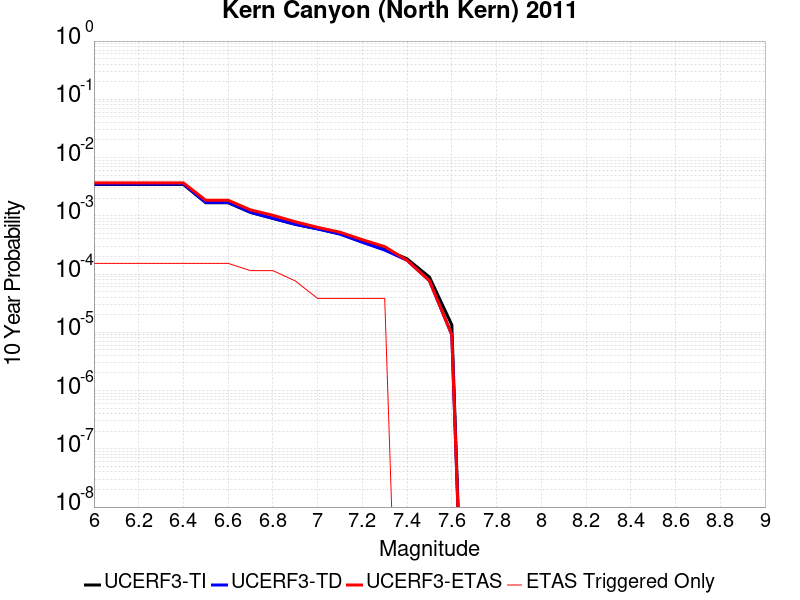 Kern Canyon (North Kern) 2011
10^0
10^-1
10^-2
10^-3
10^-4
10^-5
10^-6
10^-7
10^-8
10 Year Probability
6 6.2 6.4 6.6 6.8 7 7.2 7.4 7.6 7.8 8 8.2 8.4 8.6 8.8 9
Magnitude
UCERF3-TI UCERF3-TD UCERF3-ETAS ETAS Triggered Only